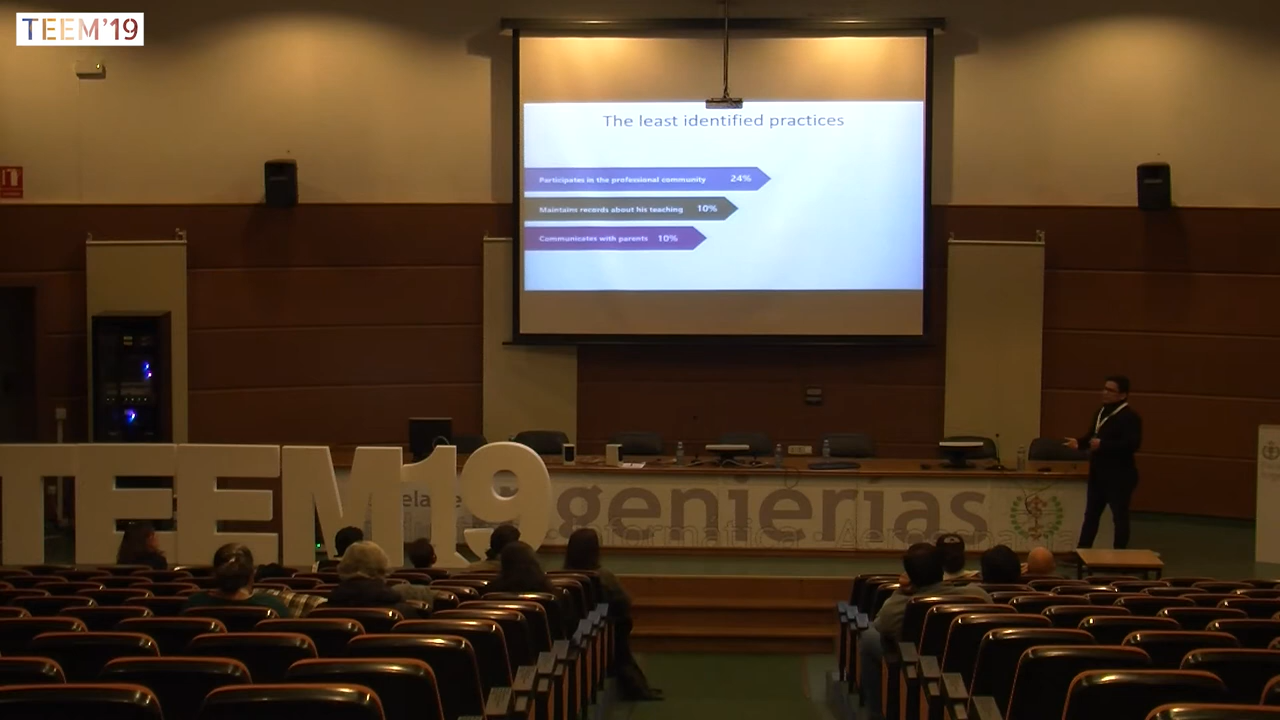 TEEM'19
The least identified practices
Participates in the professional community 24%
Maintains records about his teaching 10%
Communicates with parents 10%
TEEM19
genierías